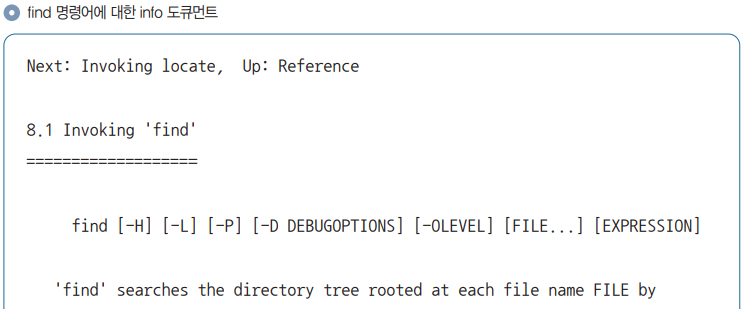 find 명령어에 대한 info 도큐먼트
Next: Invoking locate,  Up: Reference
8.1 Invoking 'find'
===================
find [-H] [-L] [-P] [-D DEBUGOPTIONS] [-OLEVEL] [FILE...] [EXPRESSION]
'find' searches the directory tree rooted at each file name FILE by